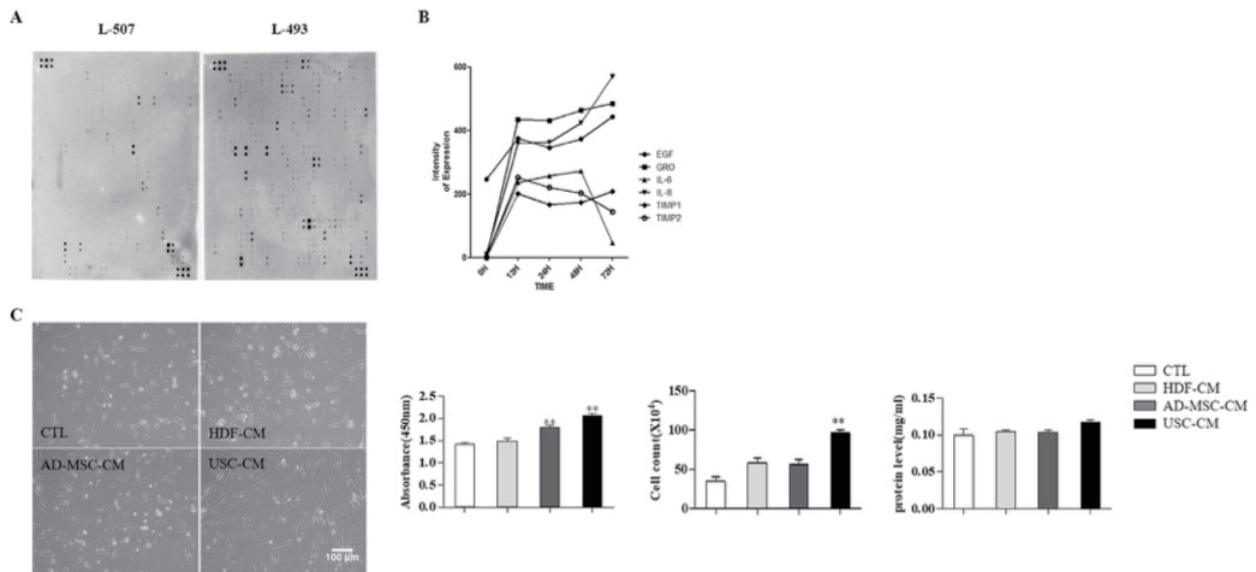 A
L-507
L-493
B
600
400
200
0
Intensity
of Expression
0H
12H
24H
48H
72H
TIME
EGF
GRO
IL-6
IL-8
TIMP1
TIMP2
C
CTL
HDF-CM
AD-MSC-CM
USC-CM
100 μm
2.5
2.0
1.5
1.0
0.5
0.0
Absorbance(450nm)
**
**
150
100
50
0
Cell count(X10⁴)
**
0.15
0.10
0.05
0.00
protein level(mg/ml)
CTL
HDF-CM
AD-MSC-CM
USC-CM